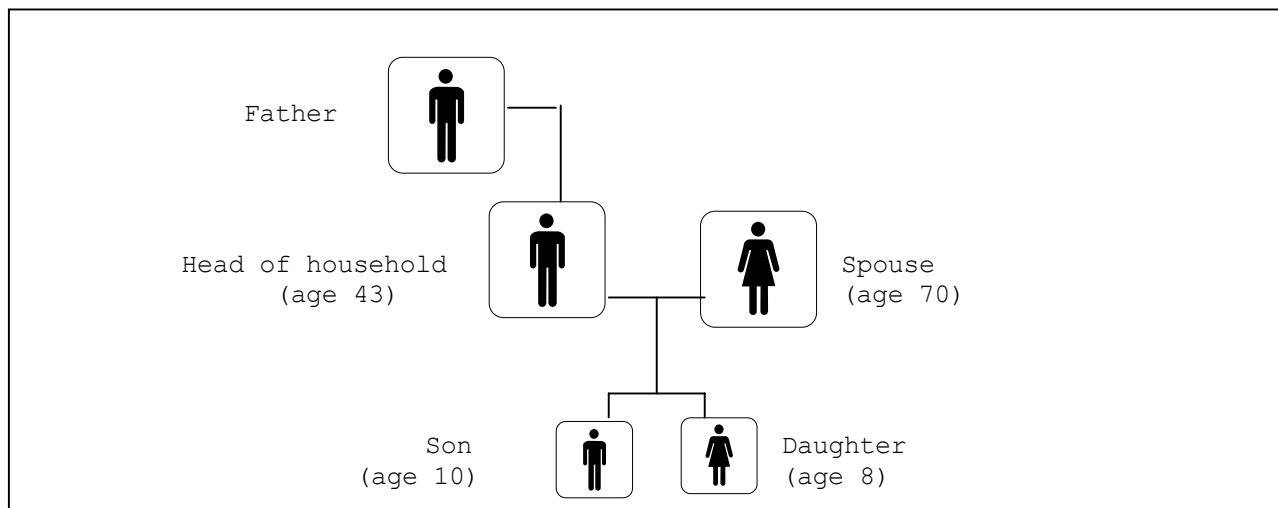 Father
Head of household
(age 43)
Spouse
(age 70)
Son
(age 10)
Daughter
(age 8)